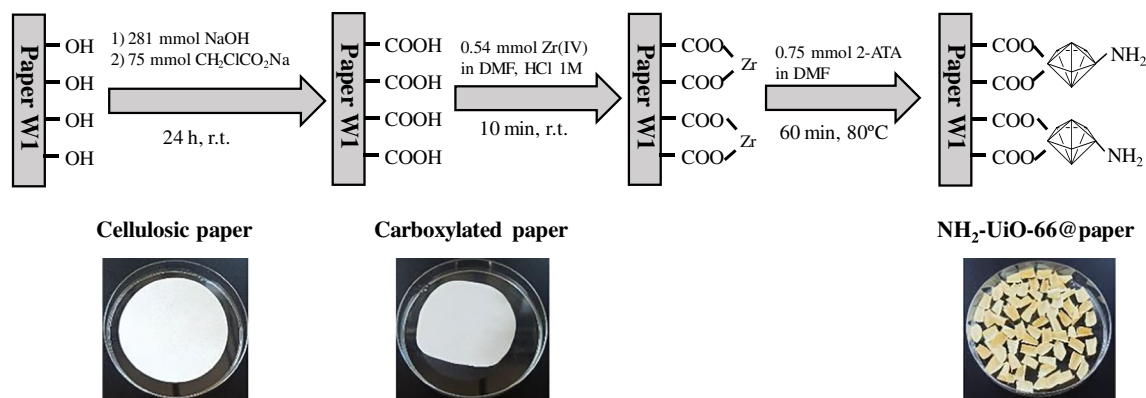 Paper W1
OH
OH
OH
OH
1) 281 mmol NaOH
2) 75 mmol CH₂ClCO₂Na
24 h, r.t.
Paper W1
COOH
COOH
COOH
COOH
0.54 mmol Zr(IV)
in DMF, HCl 1M
10 min, r.t.
Paper W1
COO
COO
COO
COO
Zr
Zr
0.75 mmol 2-ATA
in DMF
60 min, 80ºC
Paper W1
COO
COO
COO
COO
NH₂
NH₂
Cellulosic paper
Carboxylated paper
NH₂-UiO-66@paper